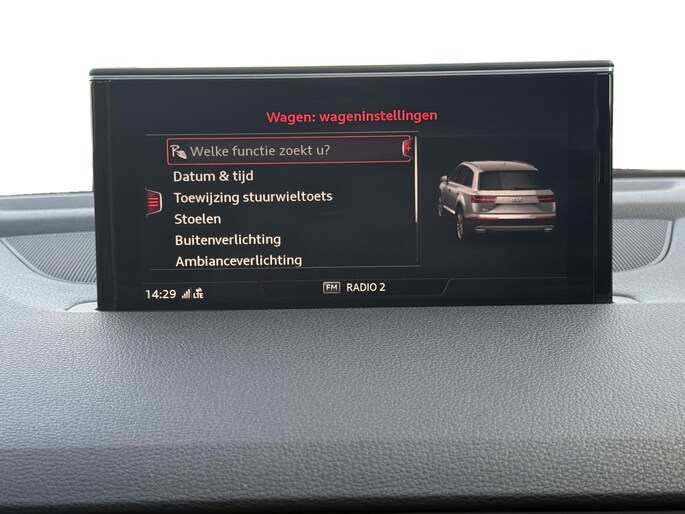 Wagen: wageninstellingen
Welke functie zoekt u?
Datum & tijd
Toewijzing stuurwieltoets
Stoelen
Buitenverlichting
Ambianceverlichting
14:29 LTE FM RADIO 2